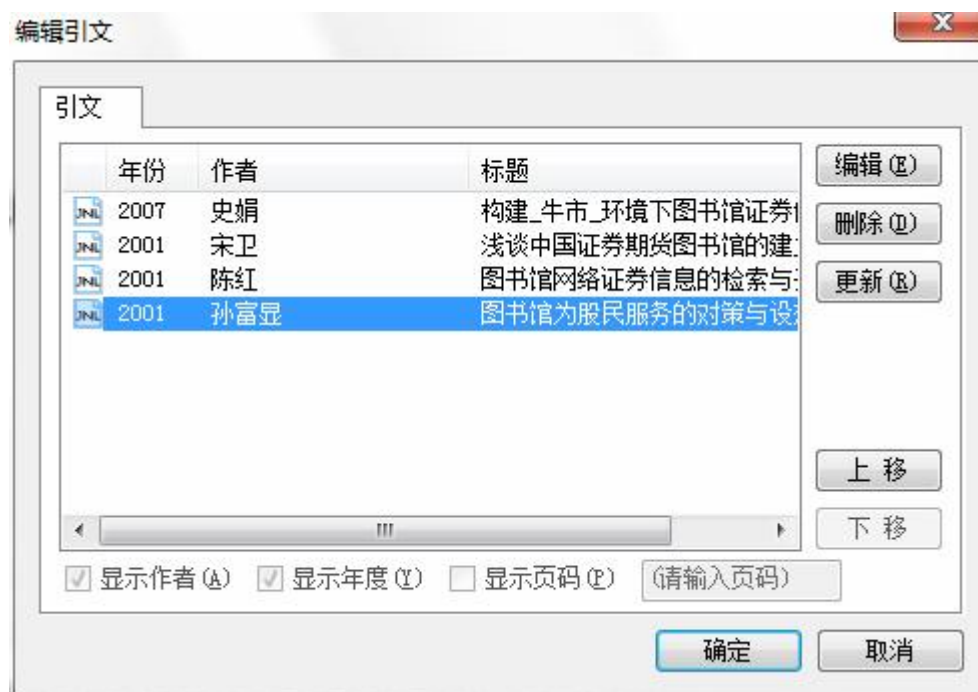 编辑引文
引文
年份 作者 标题
编辑(E)
JNL 2007 史娟 构建_牛市_环境下图书馆证券
JNL 2001 宋卫 浅谈中国证券期货图书馆的建
删除(D)
JNL 2001 陈红 图书馆网络证券信息的检索与
更新(R)
JNL 2001 孙富显 图书馆为股民服务的对策与设
上 移
下 移
显示作者(A) 显示年度(Y) 显示页码(P) (请输入页码)
确定 取消